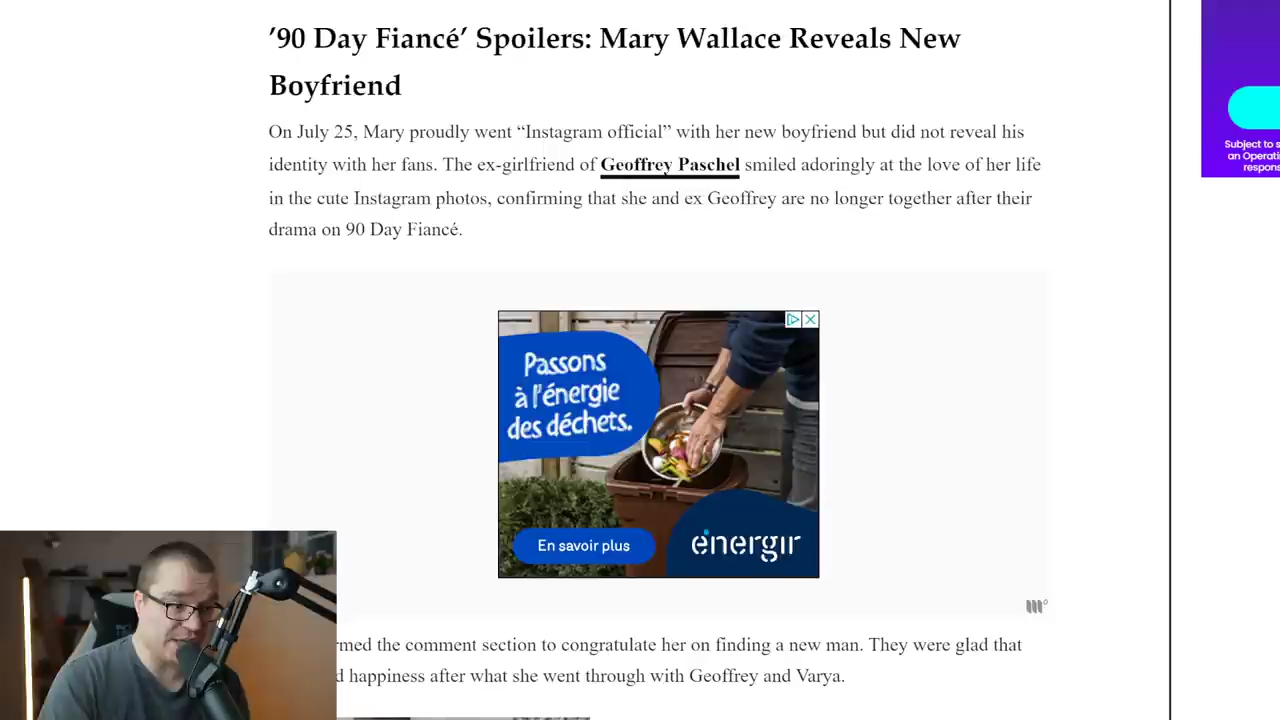 ’90 Day Fiancé’ Spoilers: Mary Wallace Reveals New
Boyfriend
On July 25, Mary proudly went “Instagram official” with her new boyfriend but did not reveal his
identity with her fans. The ex-girlfriend of Geoffrey Paschel smiled adoringly at the love of her life
in the cute Instagram photos, confirming that she and ex Geoffrey are no longer together after their
drama on 90 Day Fiancé.
Passons
à l'énergie
des déchets.
En savoir plus
énergir
Subject to s
an Operati
respons
rmed the comment section to congratulate her on finding a new man. They were glad that
d happiness after what she went through with Geoffrey and Varya.